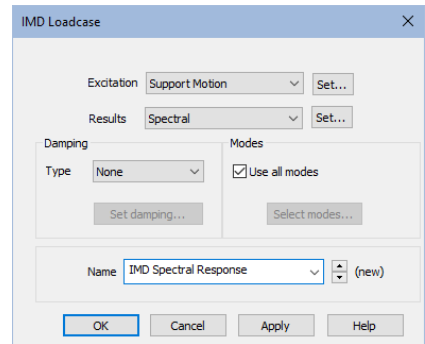 IMD Loadcase
Excitation Support Motion Set...
Results Spectral Set...
Damping Modes
Type None Use all modes
Set damping... Select modes...
Name IMD Spectral Response (new)
OK Cancel Apply Help